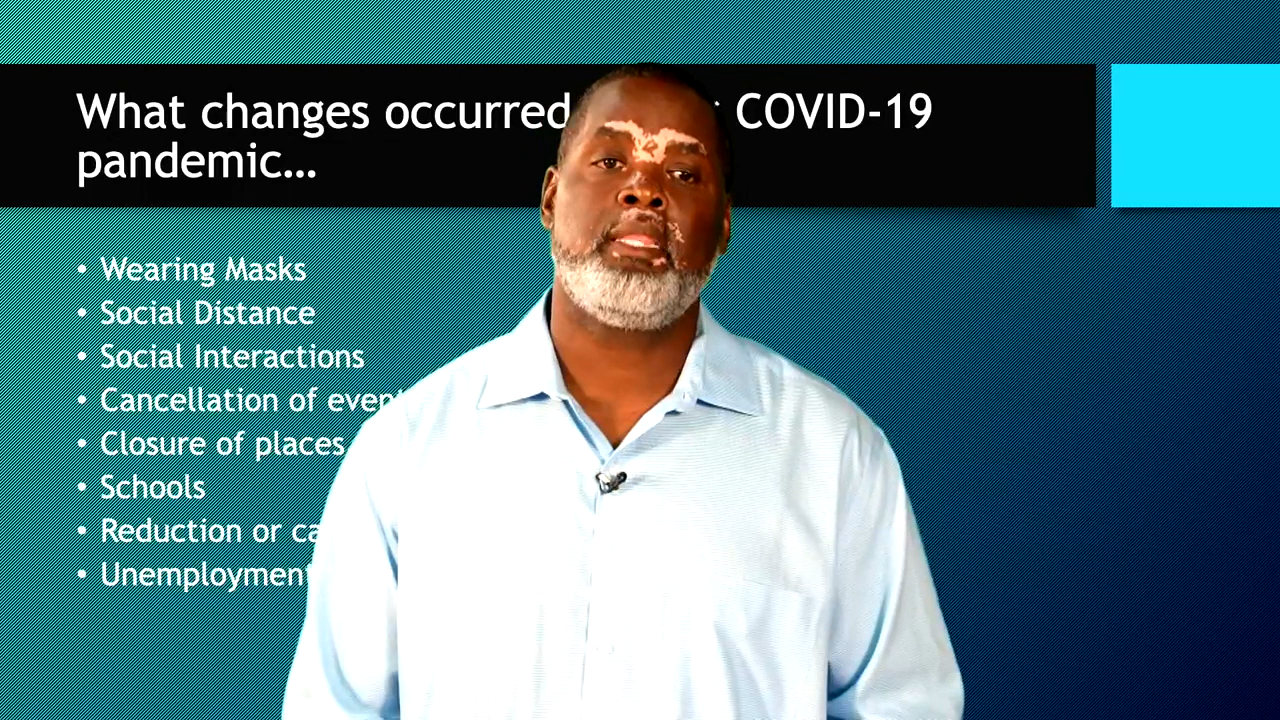 What changes occurred COVID-19
pandemic…
• Wearing Masks
• Social Distance
• Social Interactions
• Cancellation of
• Closure of places
• Schools
• Reduction or
• Unemployment